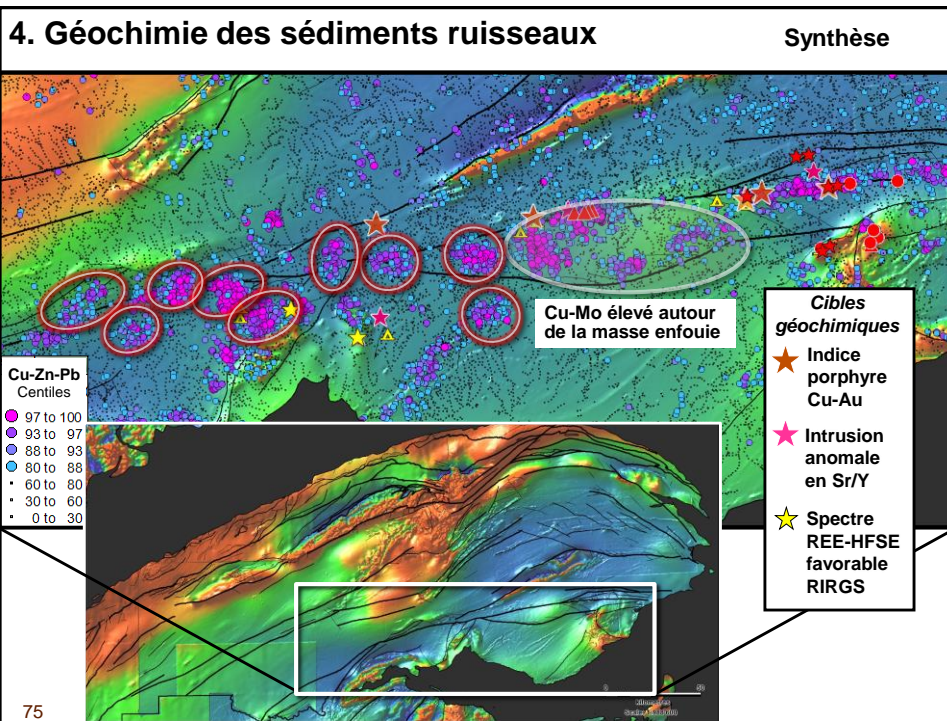 4. Géochimie des sédiments ruisseaux
Synthèse
Cu-Mo élevé autour
de la masse enfouie
Cibles
géochimiques
Indice
porphyre
Cu-Au
Intrusion
anomale
en Sr/Y
Spectre
REE-HFSE
favorable
RIRGS
Cu-Zn-Pb
Centiles
97 to 100
93 to 97
88 to 93
80 to 88
60 to 80
30 to 60
0 to 30
0 50
75